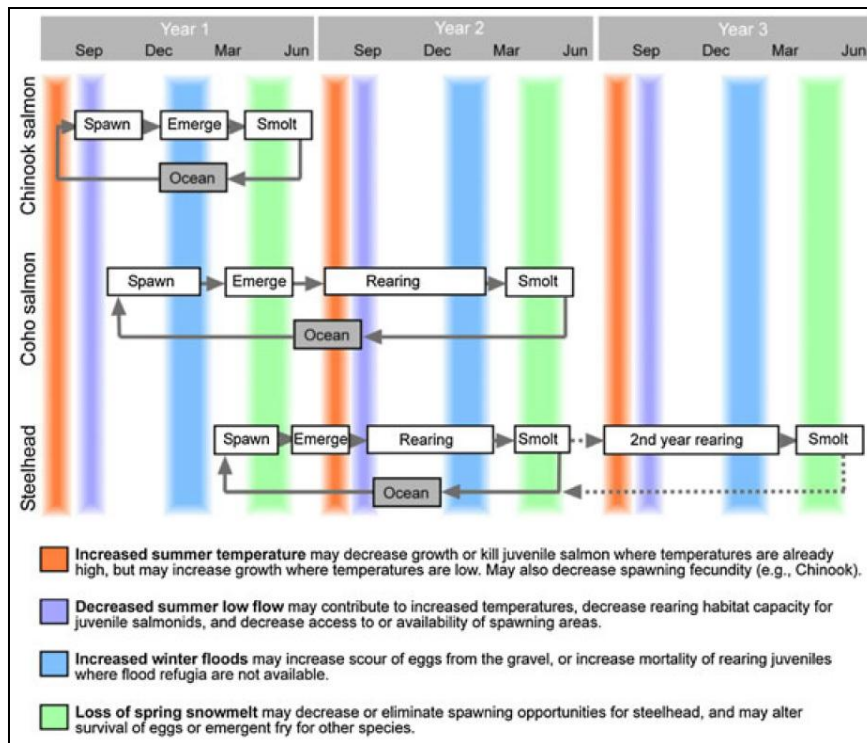 Year 1 Year 2 Year 3
Sep Dec Mar Jun Sep Dec Mar Jun Sep Dec Mar Jun
Chinook salmon
Spawn Emerge Smolt
Ocean
Coho salmon
Spawn Emerge Rearing Smolt
Ocean
Steelhead
Spawn Emerge Rearing Smolt 2nd year rearing Smolt
Ocean
Increased summer temperature may decrease growth or kill juvenile salmon where temperatures are already
high, but may increase growth where temperatures are low. May also decrease spawning fecundity (e.g., Chinook).
Decreased summer low flow may contribute to increased temperatures, decrease rearing habitat capacity for
juvenile salmonids, and decrease access to or availability of spawning areas.
Increased winter floods may increase scour of eggs from the gravel, or increase mortality of rearing juveniles
where flood refugia are not available.
Loss of spring snowmelt may decrease or eliminate spawning opportunities for steelhead, and may alter
survival of eggs or emergent fry for other species.